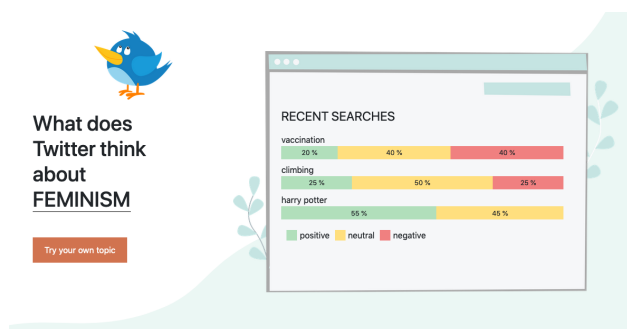 What does
Twitter think
about
FEMINISM
Try your own topic
RECENT SEARCHES
vaccination
20 % 40 % 40 %
climbing
25 % 50 % 25 %
harry potter
55 % 45 %
positive neutral negative